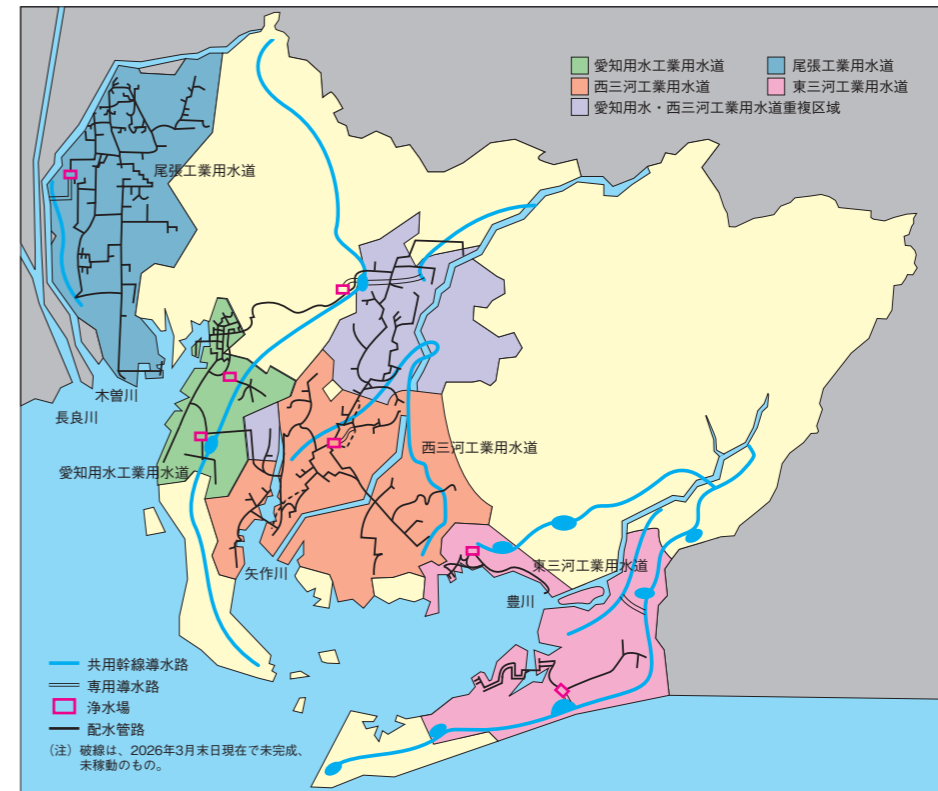 愛知用水工業用水道
尾張工業用水道
西三河工業用水道
東三河工業用水道
愛知用水・西三河工業用水道重複区域
尾張工業用水道
木曽川
長良川
愛知用水工業用水道
西三河工業用水道
矢作川
東三河工業用水道
豊川
共用幹線導水路
専用導水路
浄水場
配水管路
(注) 破線は、2026年3月末日現在で未完成、
未稼動のもの。